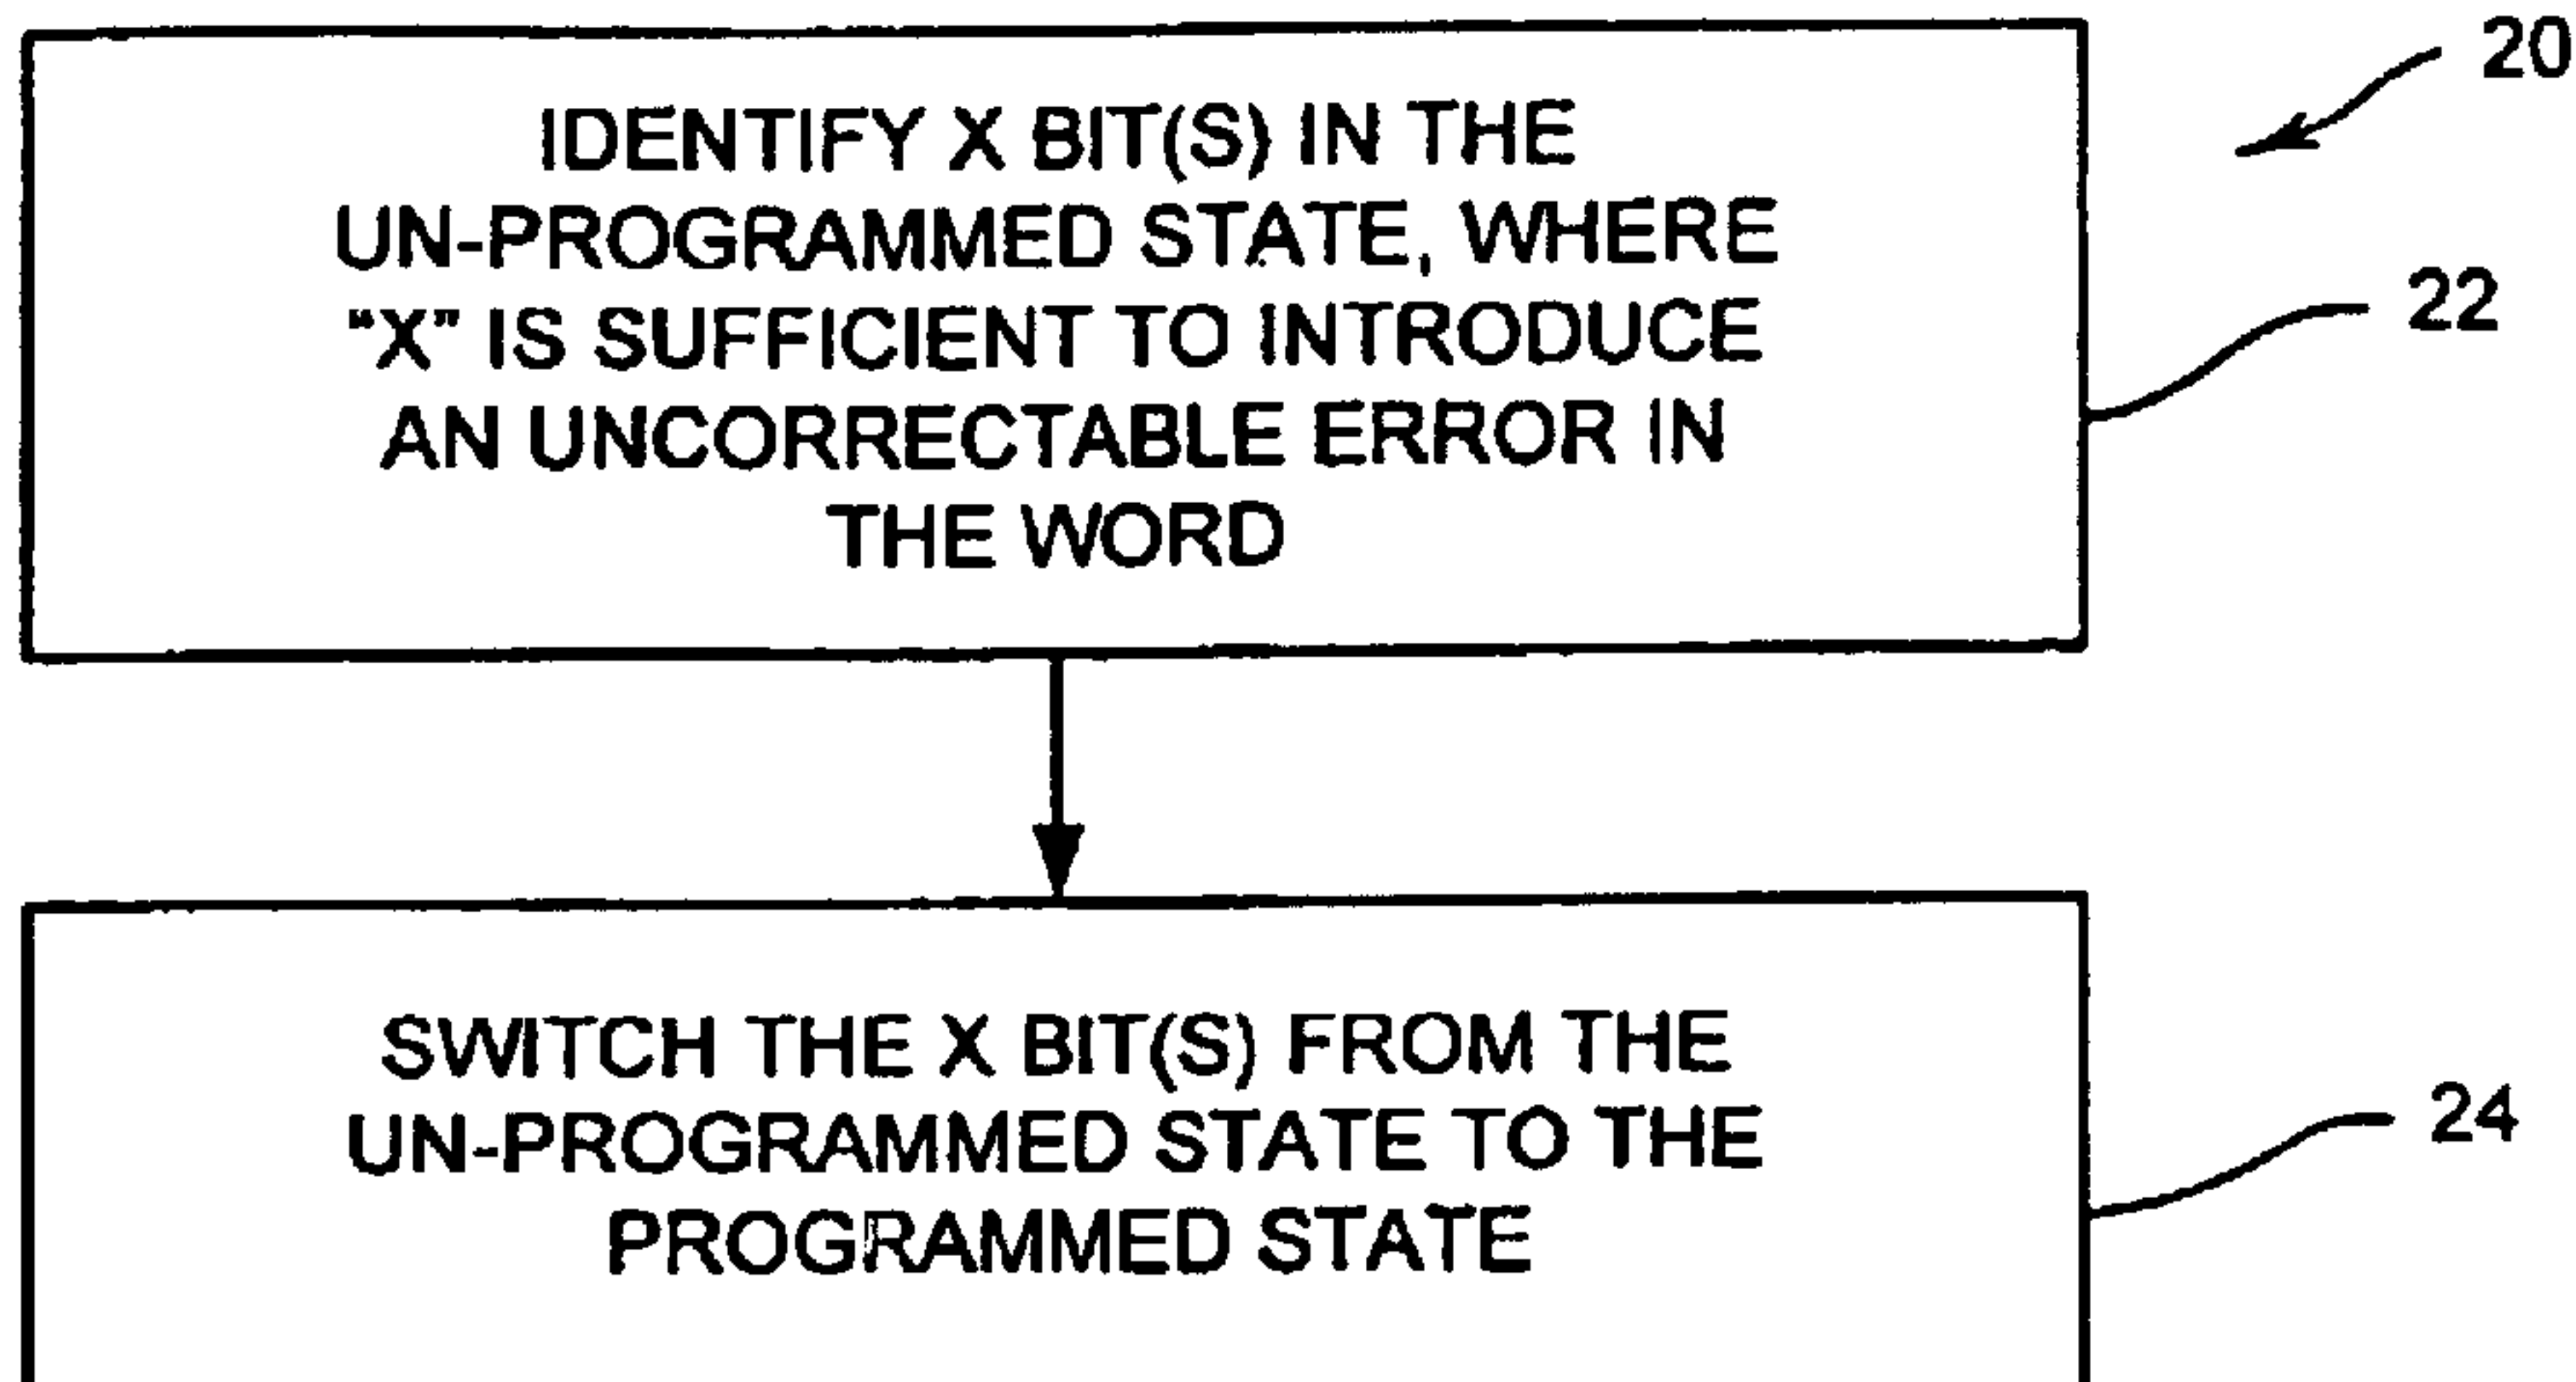 20
IDENTIFY X BIT(S) IN THE
UN-PROGRAMMED STATE, WHERE
"X" IS SUFFICIENT TO INTRODUCE
AN UNCORRECTABLE ERROR IN
THE WORD
22
SWITCH THE X BIT(S) FROM THE
UN-PROGRAMMED STATE TO THE
PROGRAMMED STATE
24